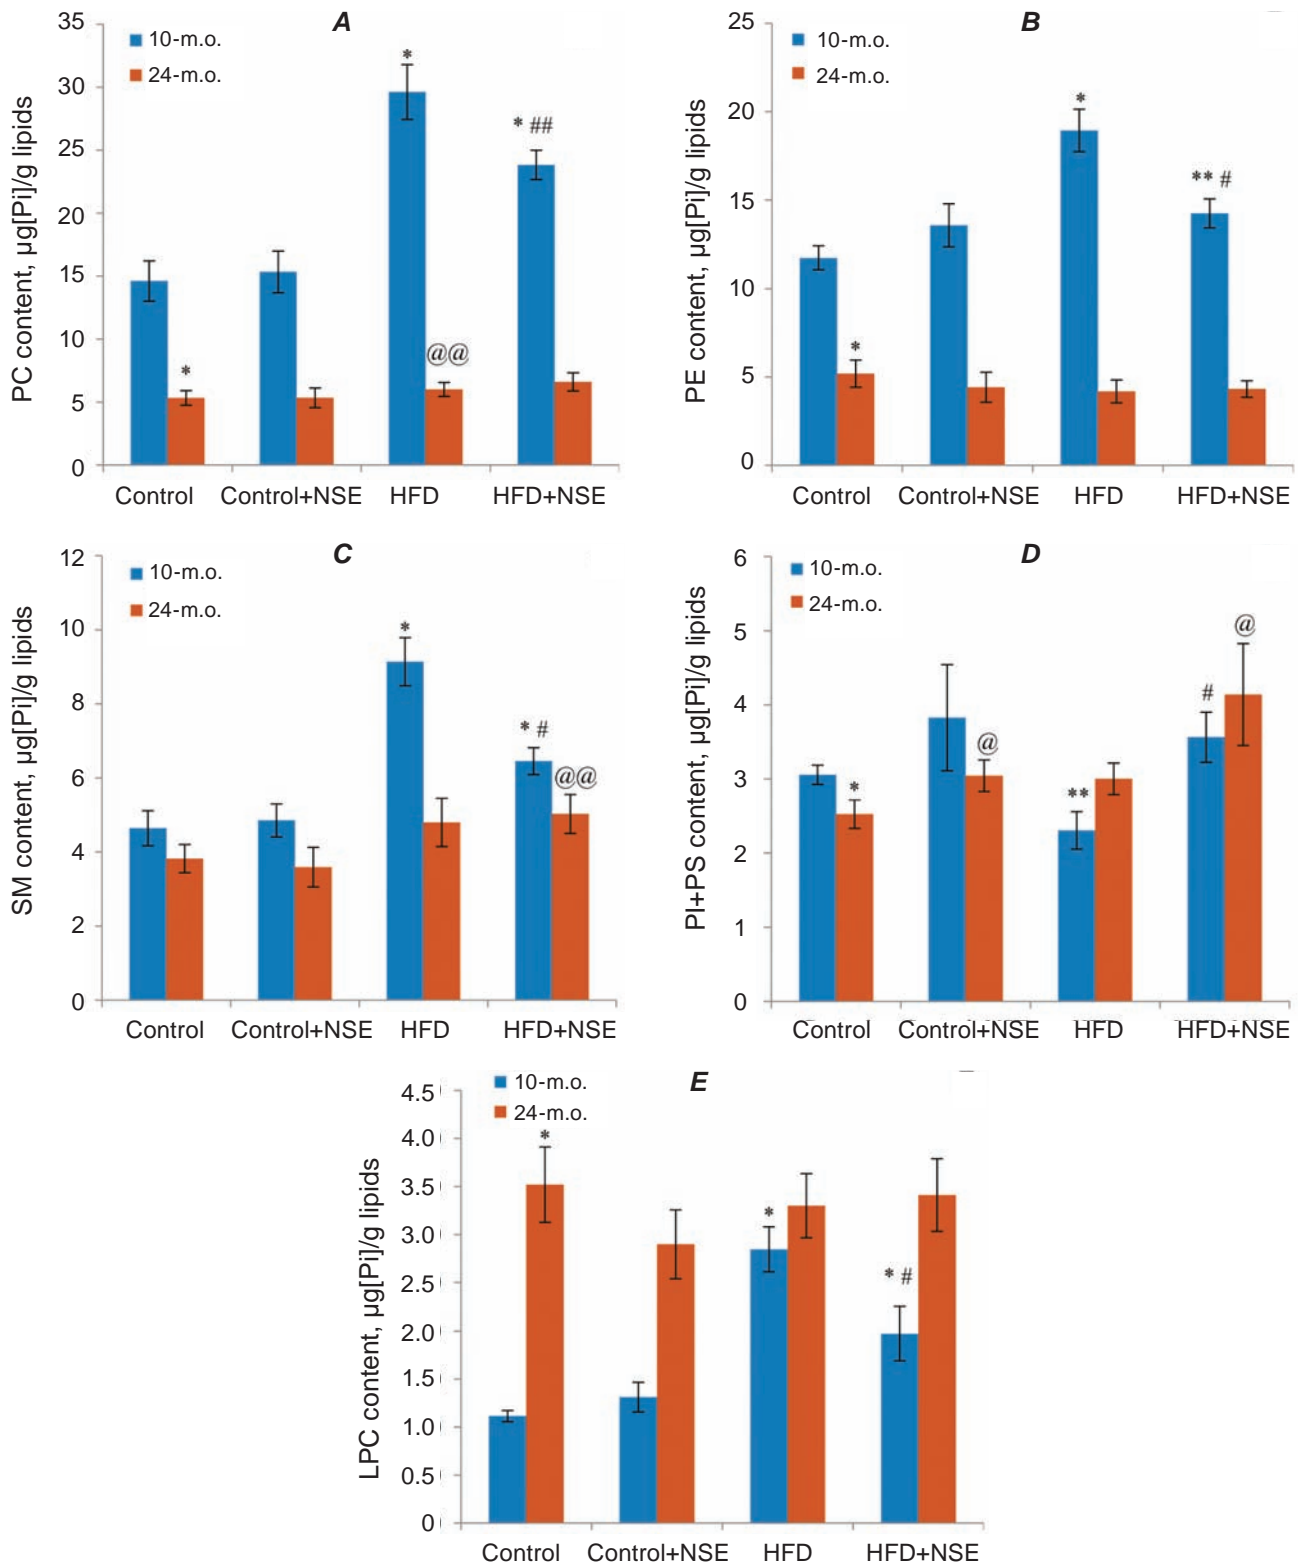 A
PC content, µg[Pi]/g lipids
35
30
25
20
15
10
5
0
10-m.o.
24-m.o.
*
*
@@
* ##
Control Control+NSE HFD HFD+NSE
B
PE content, µg[Pi]/g lipids
25
20
15
10
5
0
10-m.o.
24-m.o.
*
*
** #
Control Control+NSE HFD HFD+NSE
C
SM content, µg[Pi]/g lipids
12
10
8
6
4
2
0
10-m.o.
24-m.o.
*
* #
@@
Control Control+NSE HFD HFD+NSE
D
PI+PS content, µg[Pi]/g lipids
6
5
4
3
2
1
0
10-m.o.
24-m.o.
*
@
**
#
@
Control Control+NSE HFD HFD+NSE
E
LPC content, µg[Pi]/g lipids
4.5
4.0
3.5
3.0
2.5
2.0
1.5
1.0
0.5
0
10-m.o.
24-m.o.
*
*
* #
Control Control+NSE HFD HFD+NSE